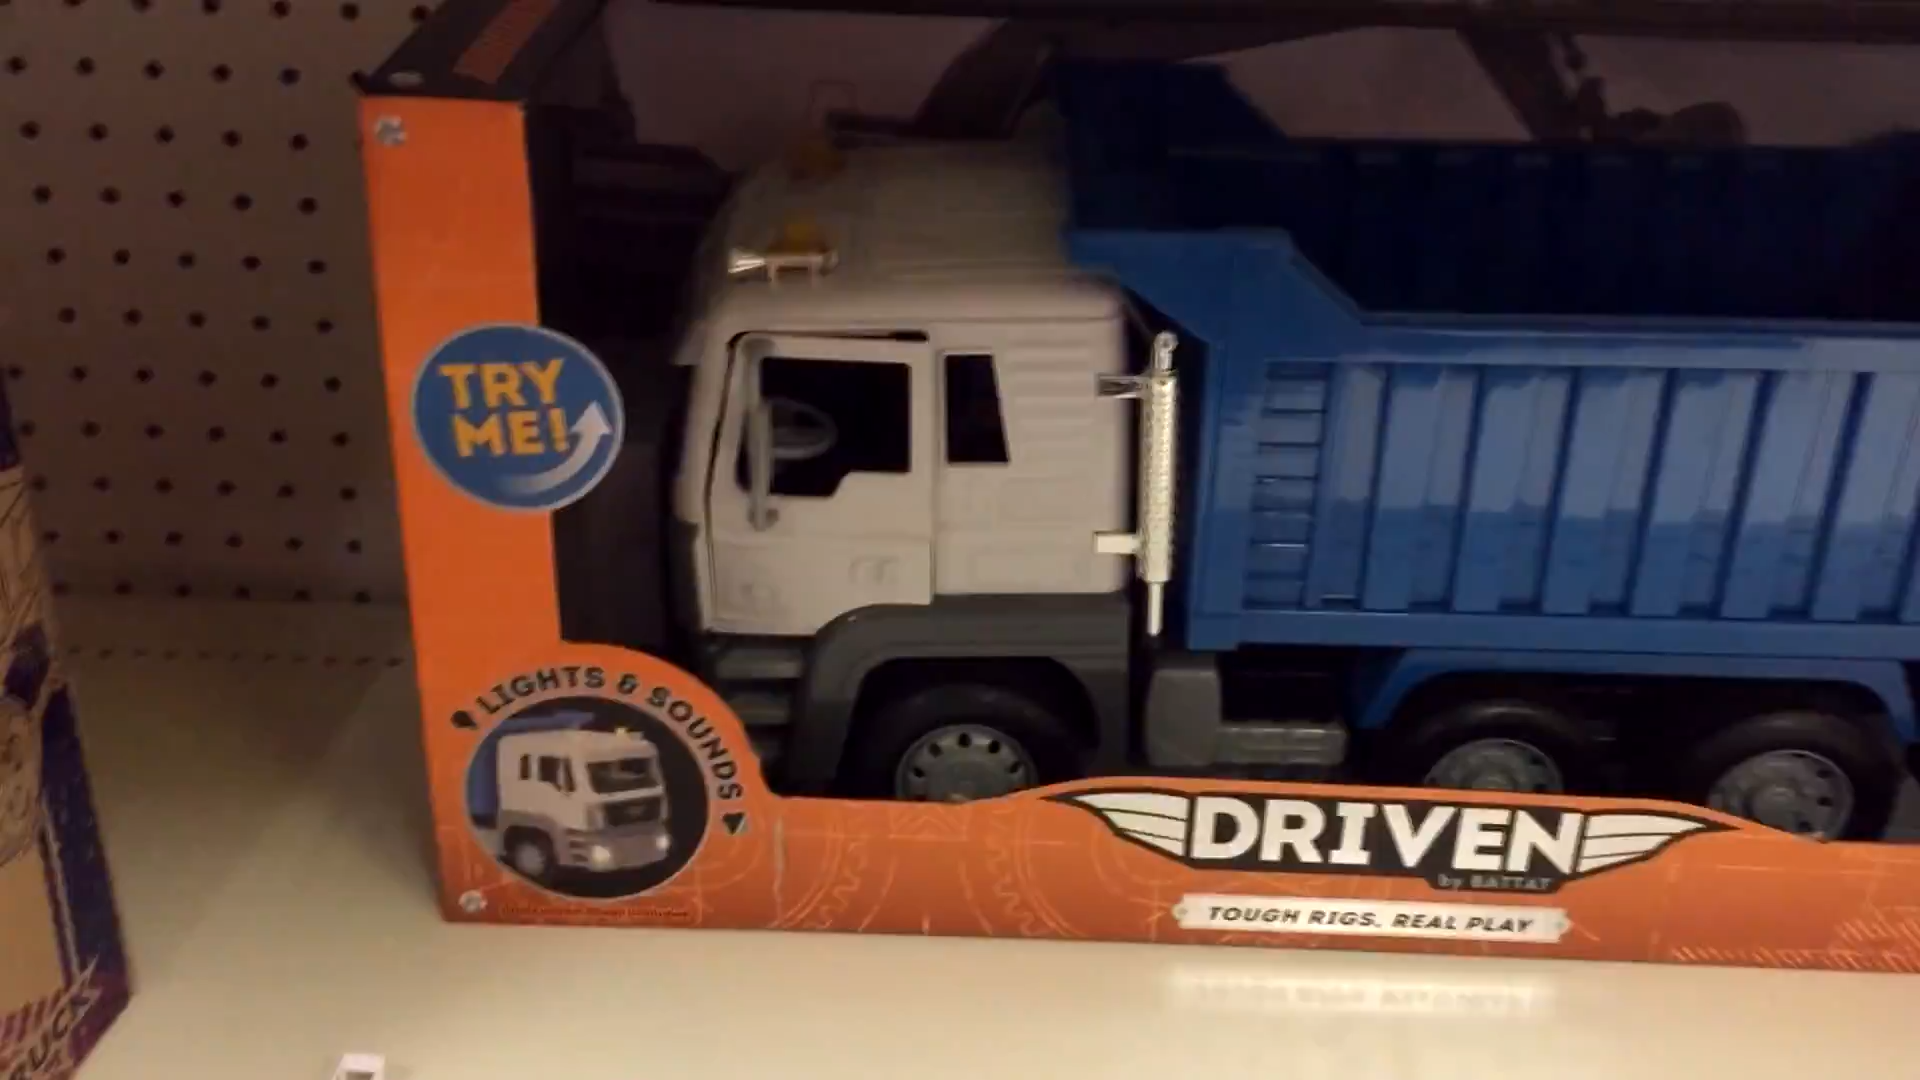 TRY
ME!
LIGHTS & SOUNDS
DRIVEN
by BATTAT
TOUGH RIGS. REAL PLAY